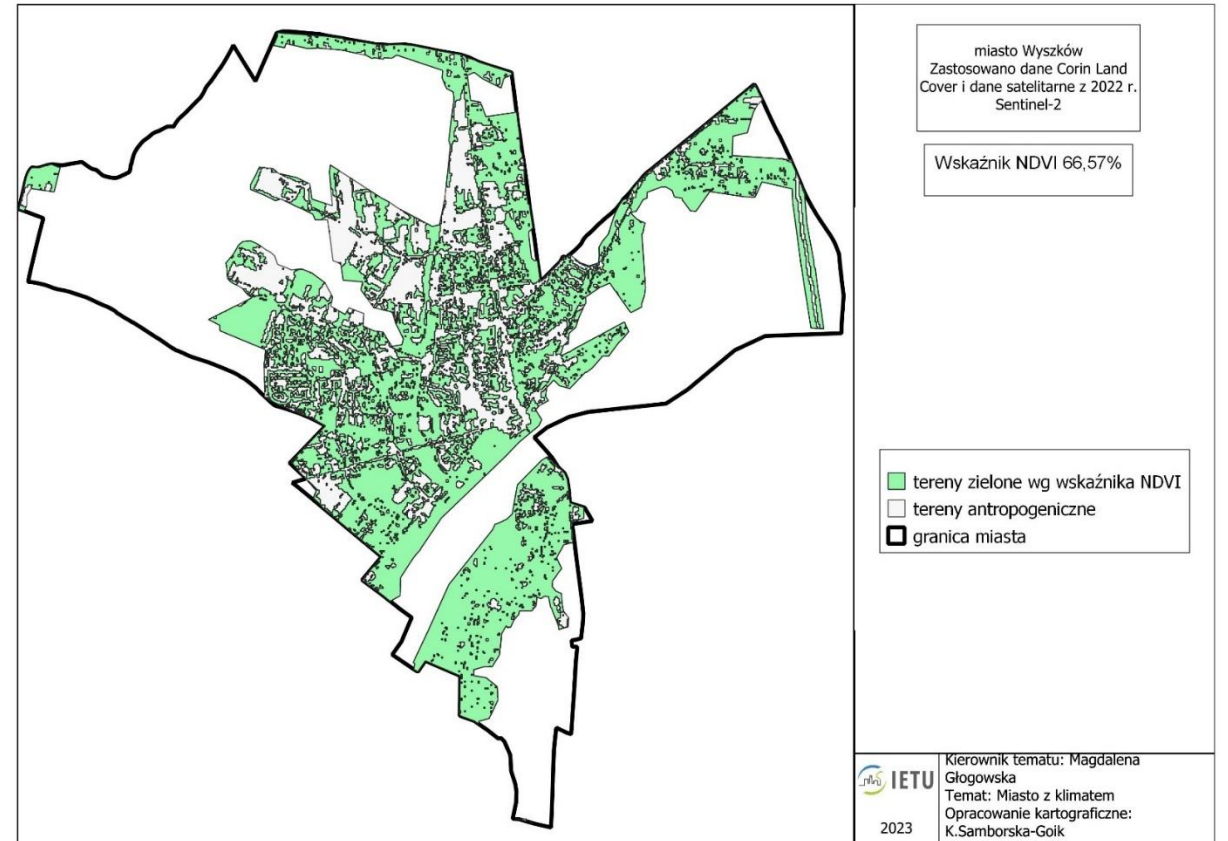 miasto Wyszków
Zastosowano dane Corin Land
Cover i dane satelitarne z 2022 r.
Sentinel-2
Wskaźnik NDVI 66,57%
tereny zielone wg wskaźnika NDVI
tereny antropogeniczne
granica miasta
IETU
2023
Kierownik tematu: Magdalena
Głogowska
Temat: Miasto z klimatem
Opracowanie kartograficzne:
K.Samborska-Goik